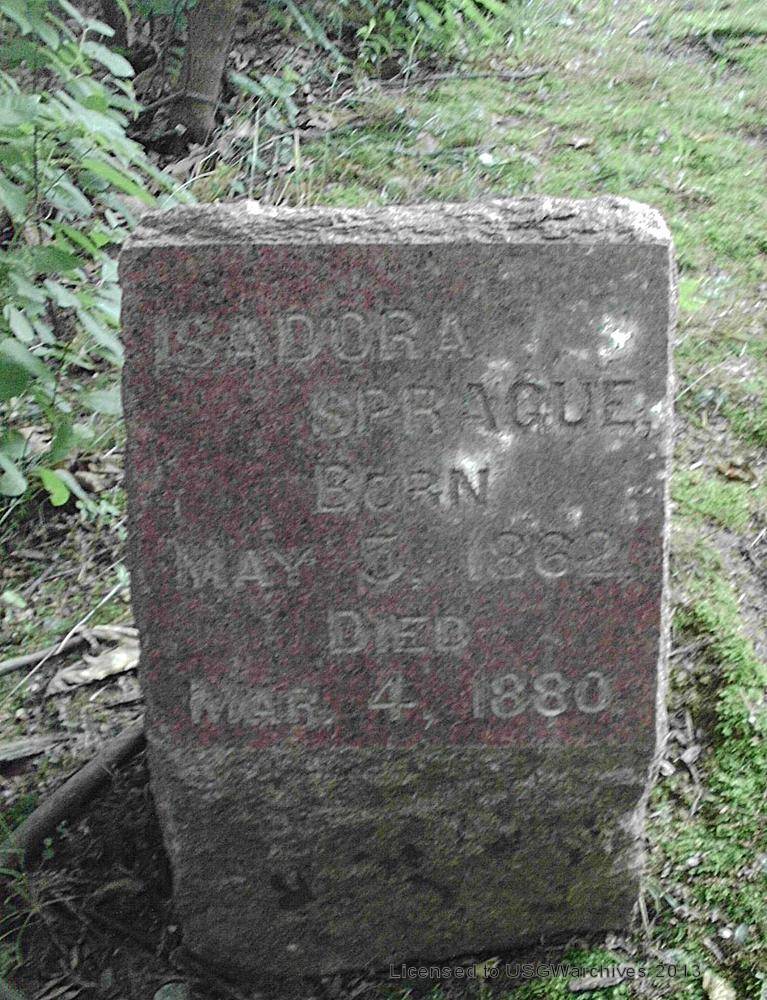 ISADORA
SPRAGUE,
BORN
MAY 5, 1862
DIED
MAR. 4, 1880.
Licensed to USGWarchives 2013